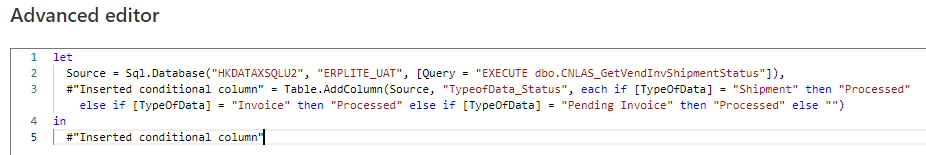 Advanced editor
1 let
2 Source = Sql.Database("HKDATAXSQLU2", "ERPLITE_UAT", [Query = "EXECUTE dbo.CNLAS_GetVendInvShipmentStatus"]),
3 #"Inserted conditional column" = Table.AddColumn(Source, "TypeofData_Status", each if [TypeOfData] = "Shipment" then "Processed"
else if [TypeOfData] = "Invoice" then "Processed" else if [TypeOfData] = "Pending Invoice" then "Processed" else "")
4 in
5 #"Inserted conditional column"